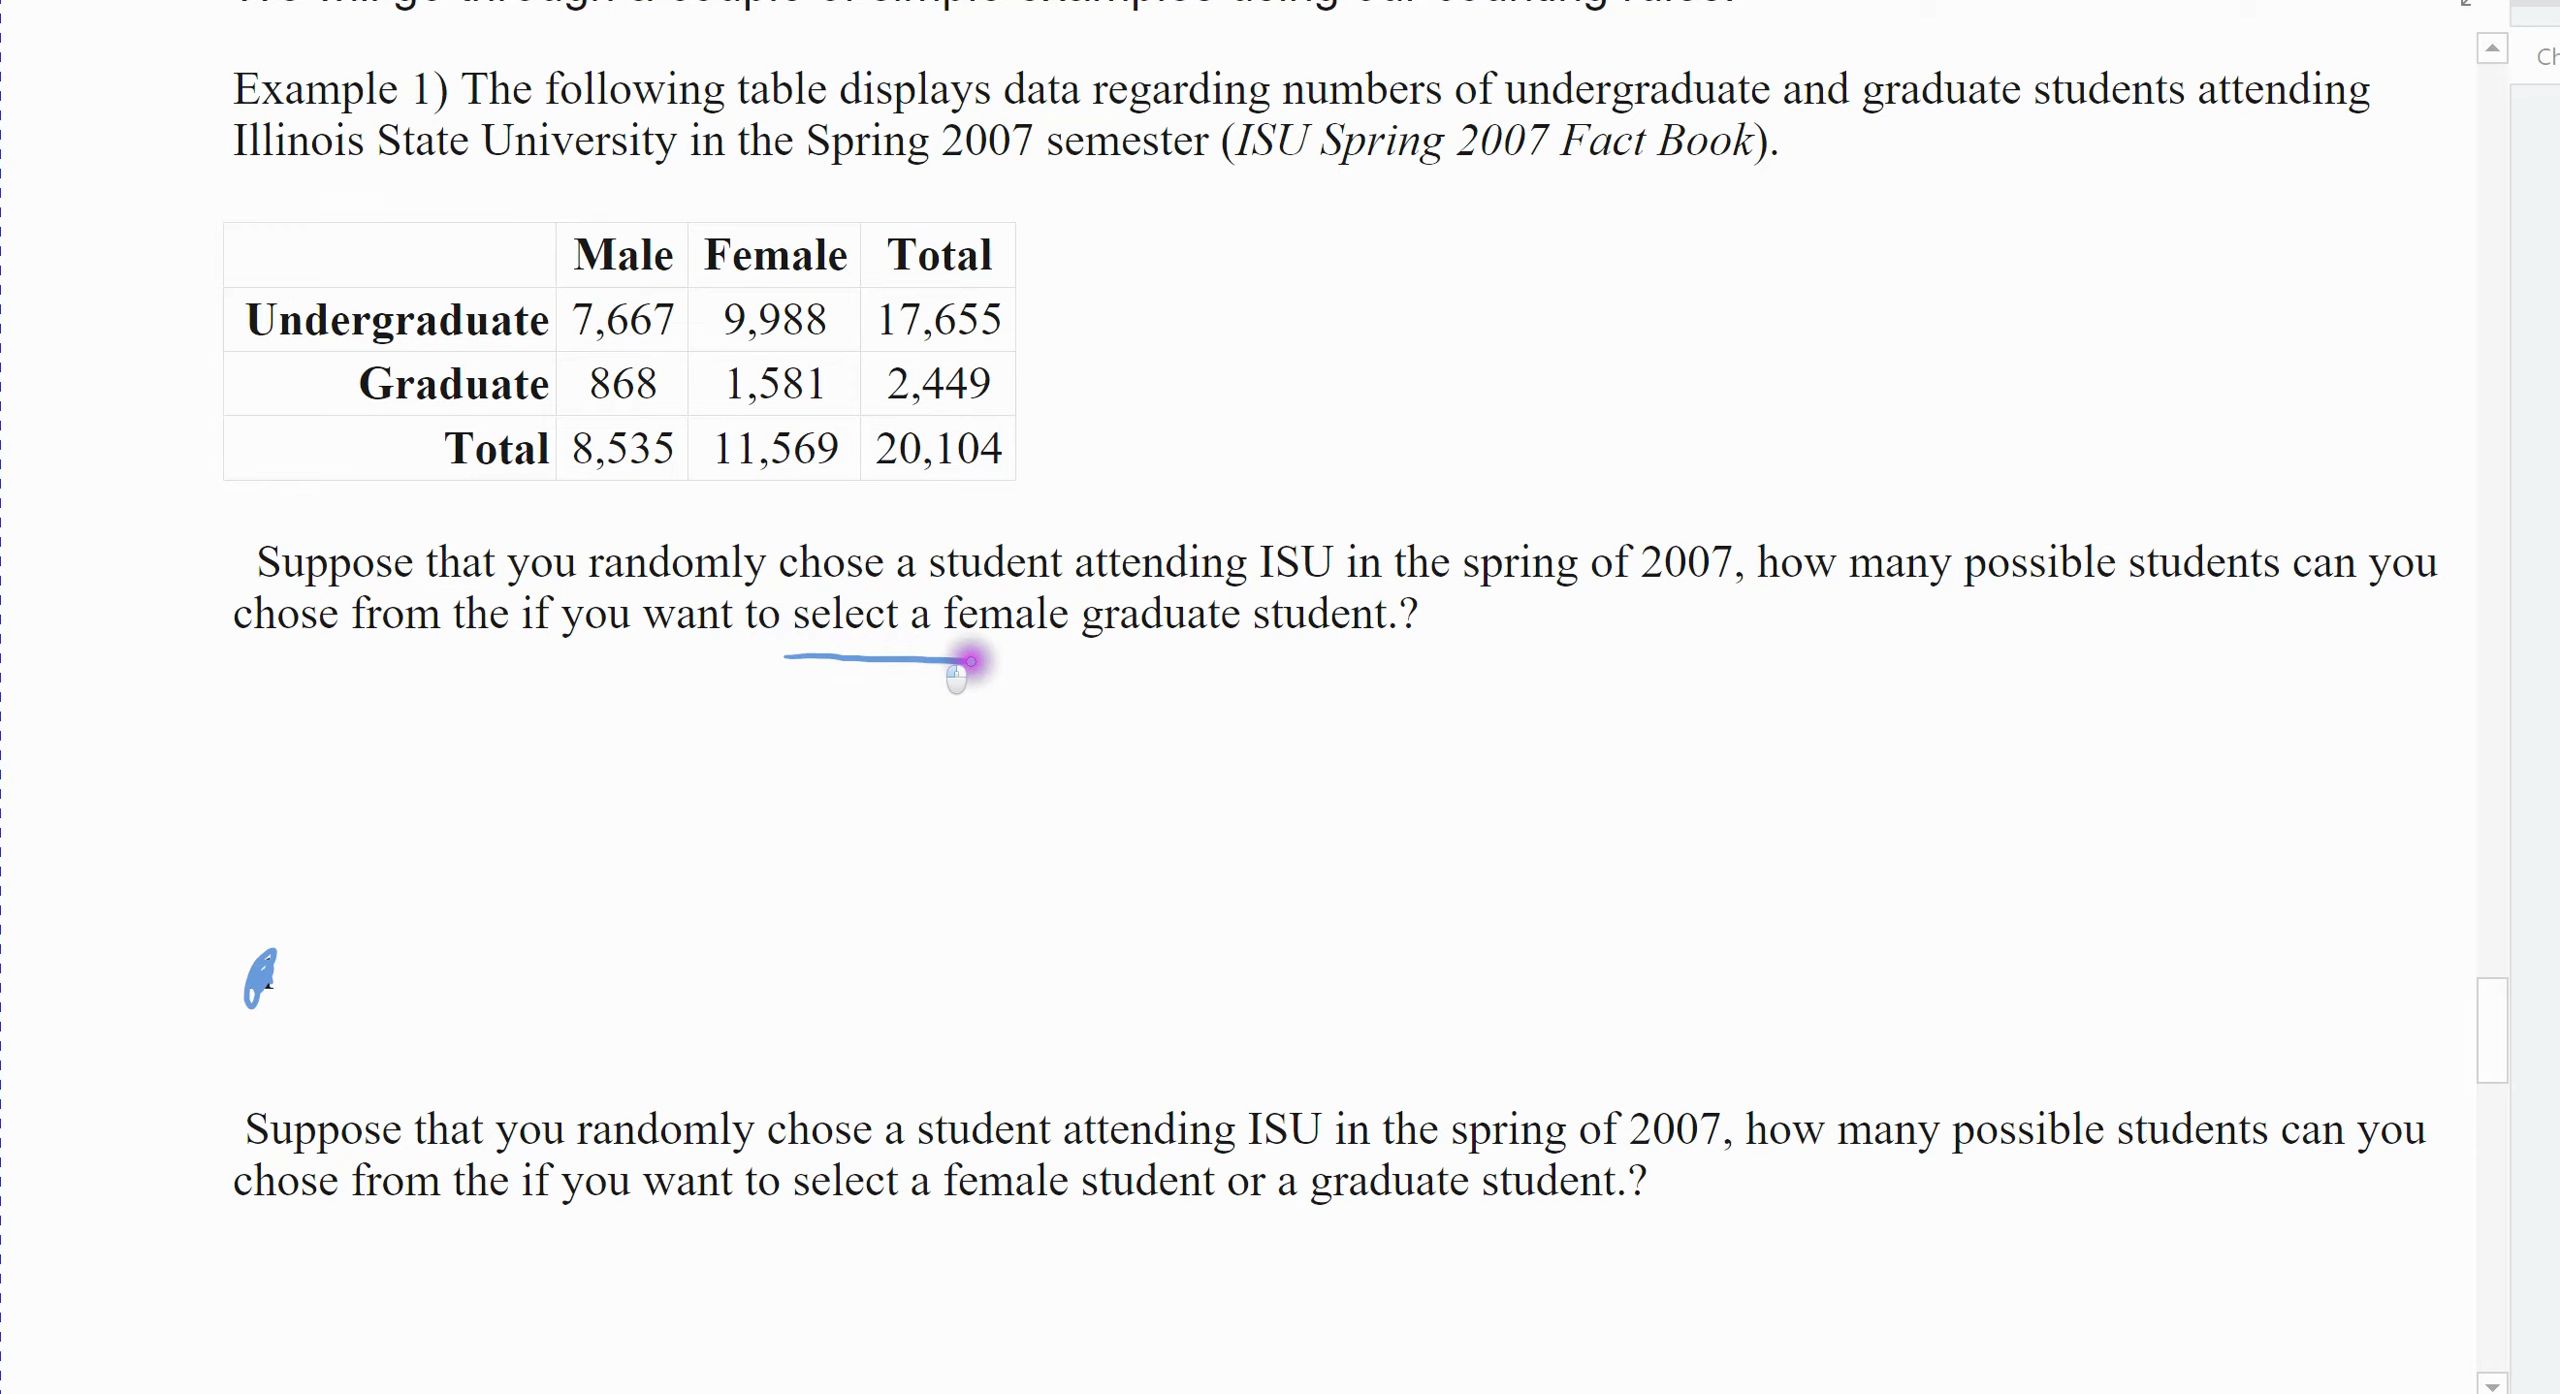 Example 1) The following table displays data regarding numbers of undergraduate and graduate students attending
Illinois State University in the Spring 2007 semester (ISU Spring 2007 Fact Book).
Male Female Total
Undergraduate 7,667 9,988 17,655
Graduate 868 1,581 2,449
Total 8,535 11,569 20,104
Suppose that you randomly chose a student attending ISU in the spring of 2007, how many possible students can you
chose from the if you want to select a female graduate student.?
Suppose that you randomly chose a student attending ISU in the spring of 2007, how many possible students can you
chose from the if you want to select a female student or a graduate student.?